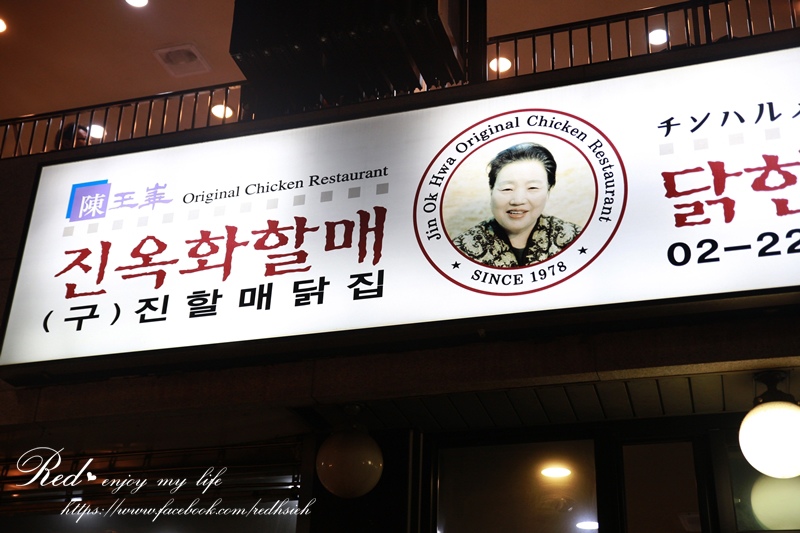 陳玉華 Original Chicken Restaurant
진옥화할매
(구)진할매닭집
Jin Ok Hwa Original Chicken Restaurant
★ SINCE 1978 ★
チンハル
닭한
02-22
Red♥enjoy my life
https://www.facebook.com/redhsieh